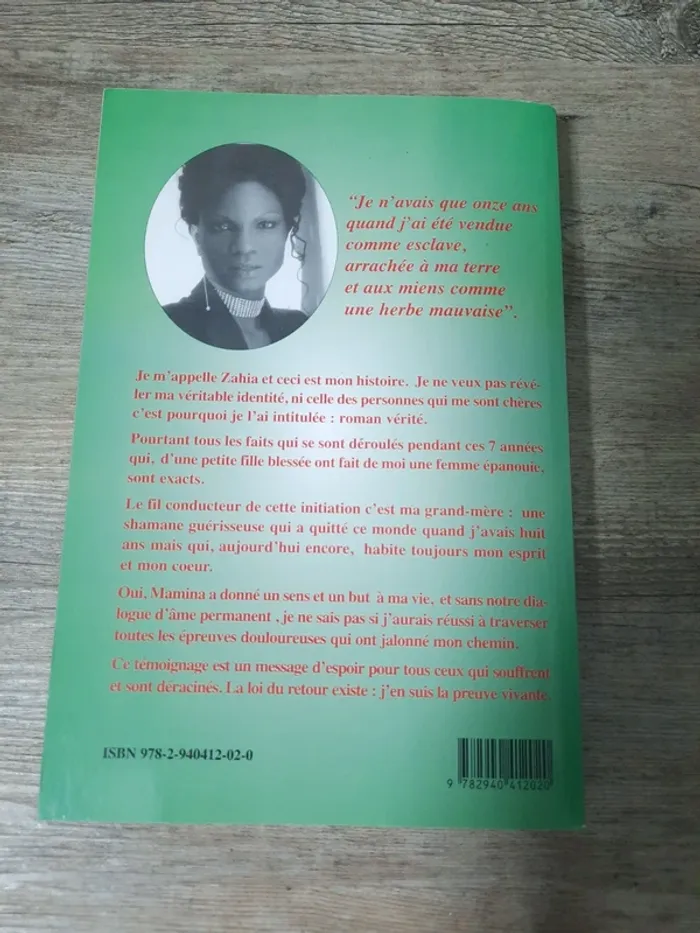 “Je n’avais que onze ans
quand j’ai été vendue
comme esclave,
arrachée à ma terre
et aux miens comme
une herbe mauvaise”.
Je m’appelle Zahia et ceci est mon histoire. Je ne veux pas révé-
ler ma véritable identité, ni celle des personnes qui me sont chères
c’est pourquoi je l’ai intitulée : roman vérité.
Pourtant tous les faits qui se sont déroulés pendant ces 7 années
qui, d’une petite fille blessée ont fait de moi une femme épanouie,
sont exacts.
Le fil conducteur de cette initiation c’est ma grand-mère : une
shamane guérisseuse qui a quitté ce monde quand j’avais huit
ans mais qui, aujourd’hui encore, habite toujours mon esprit
et mon coeur.
Oui, Mamina a donné un sens et un but à ma vie, et sans notre dia-
logue d’âme permanent , je ne sais pas si j’aurais réussi à traverser
toutes les épreuves douloureuses qui ont jalonné mon chemin.
Ce témoignage est un message d’espoir pour tous ceux qui souffrent
et sont déracinés. La loi du retour existe : j’en suis la preuve vivante.
ISBN 978-2-940412-02-0
9 782940 412020